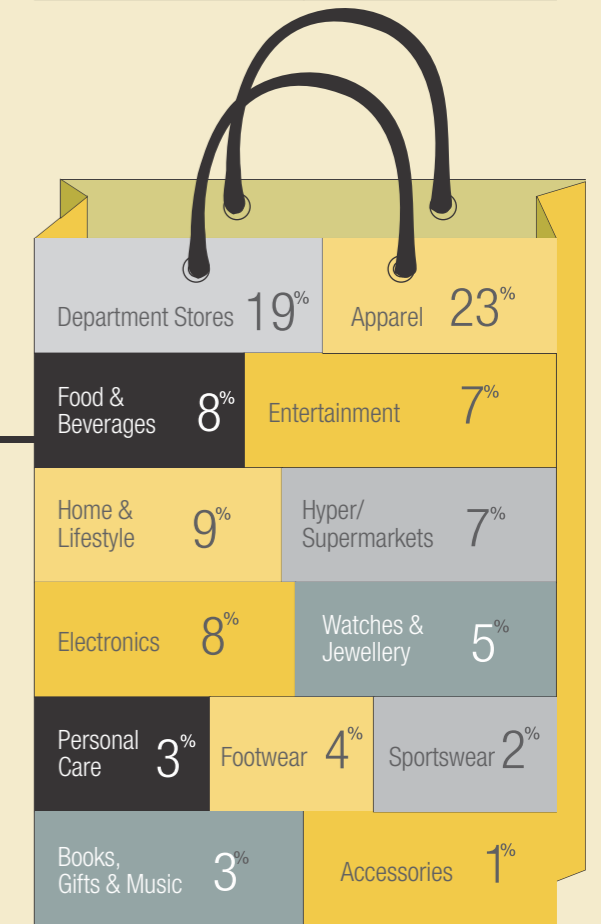 Department Stores 19%
Apparel 23%
Food &
Beverages 8%
Entertainment 7%
Home &
Lifestyle 9%
Hyper/
Supermarkets 7%
Electronics 8%
Watches &
Jewellery 5%
Personal
Care 3%
Footwear 4%
Sportswear 2%
Books,
Gifts & Music 3%
Accessories 1%